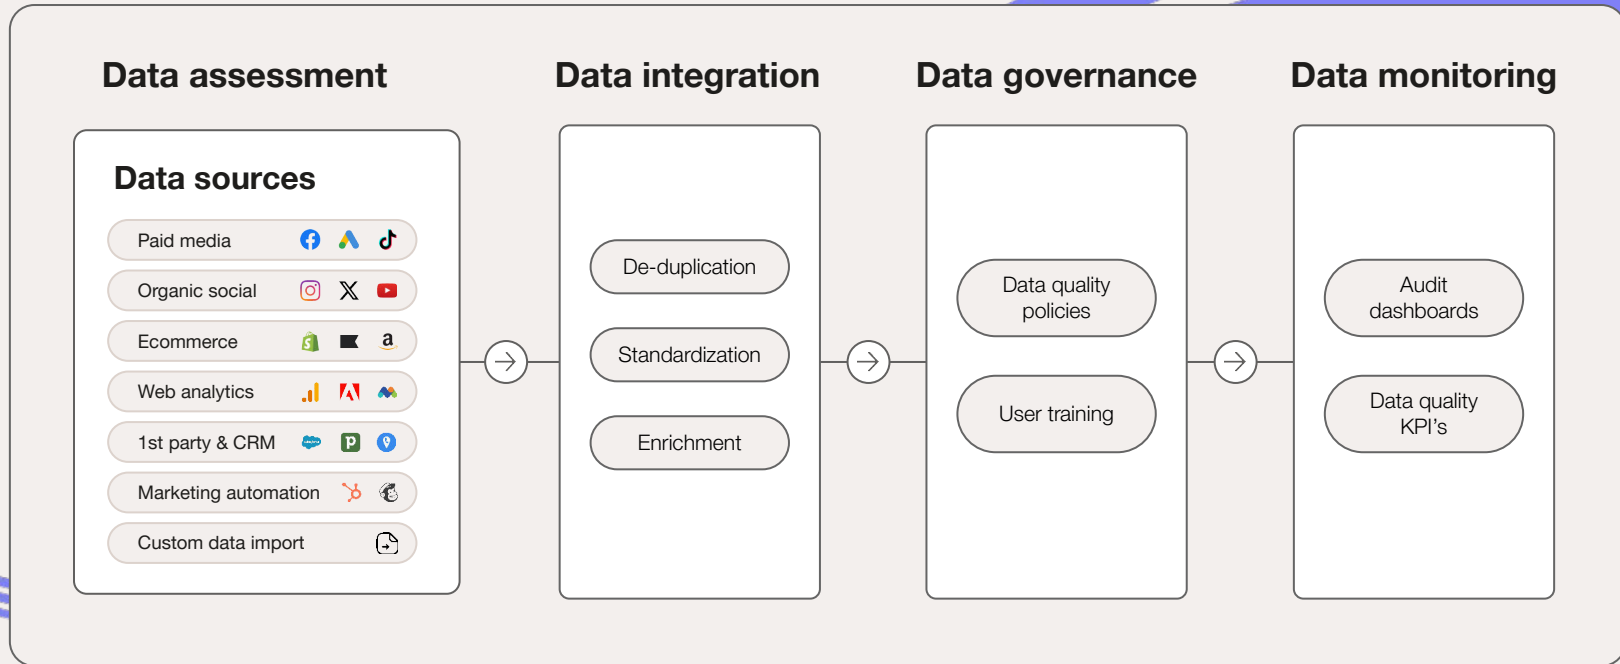 Data assessment
Data integration
Data governance
Data monitoring
Data sources
Paid media
Organic social
Ecommerce
Web analytics
1st party & CRM
Marketing automation
Custom data import
De-duplication
Standardization
Enrichment
Data quality
policies
User training
Audit
dashboards
Data quality
KPI's